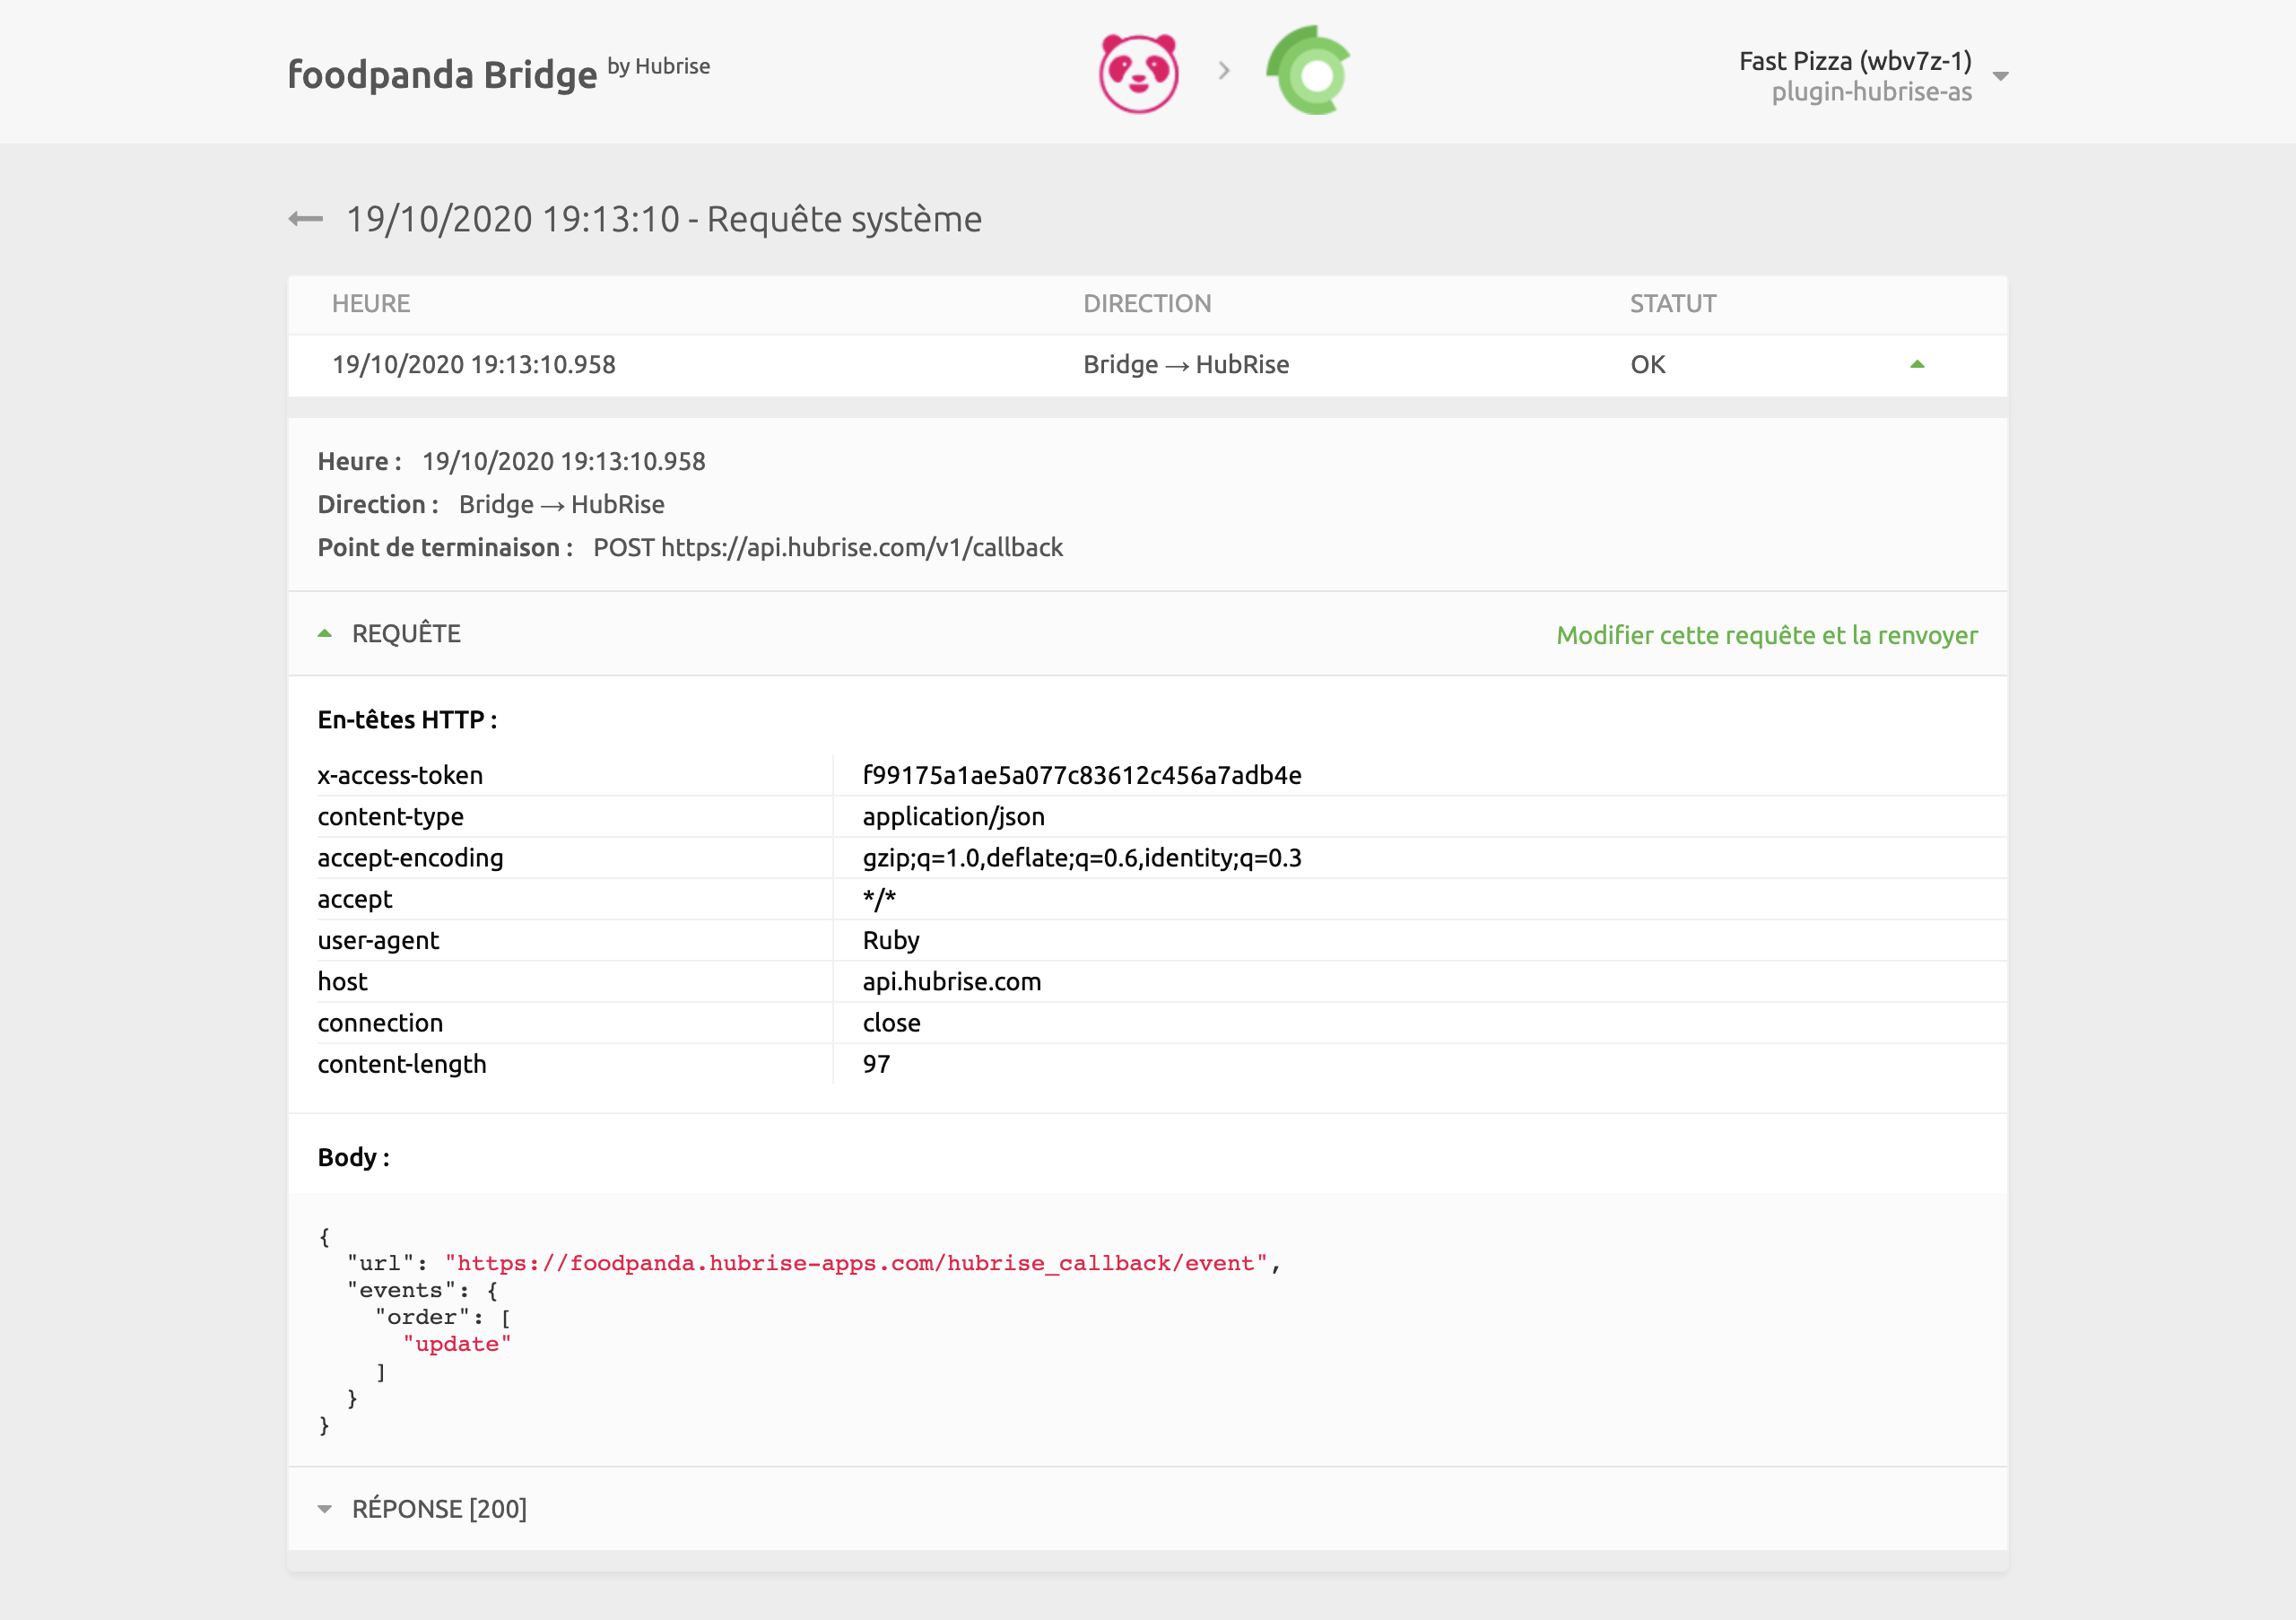 foodpanda Bridge by Hubrise
Fast Pizza (wbv7z-1)
plugin-hubrise-as
19/10/2020 19:13:10 - Requête système
HEURE DIRECTION STATUT
19/10/2020 19:13:10.958 Bridge → HubRise OK
Heure : 19/10/2020 19:13:10.958
Direction : Bridge → HubRise
Point de terminaison : POST https://api.hubrise.com/v1/callback
REQUÊTE Modifier cette requête et la renvoyer
En-têtes HTTP :
x-access-token f99175a1ae5a077c83612c456a7adb4e
content-type application/json
accept-encoding gzip;q=1.0,deflate;q=0.6,identity;q=0.3
accept */*
user-agent Ruby
host api.hubrise.com
connection close
content-length 97
Body :
{
"url": "https://foodpanda.hubrise-apps.com/hubrise_callback/event",
"events": {
"order": [
"update"
]
}
}
RÉPONSE [200]